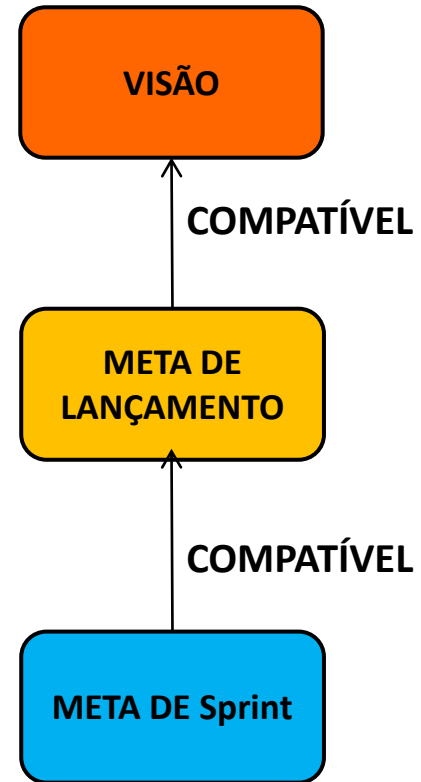 VISÃO
COMPATÍVEL
META DE
LANÇAMENTO
COMPATÍVEL
META DE Sprint